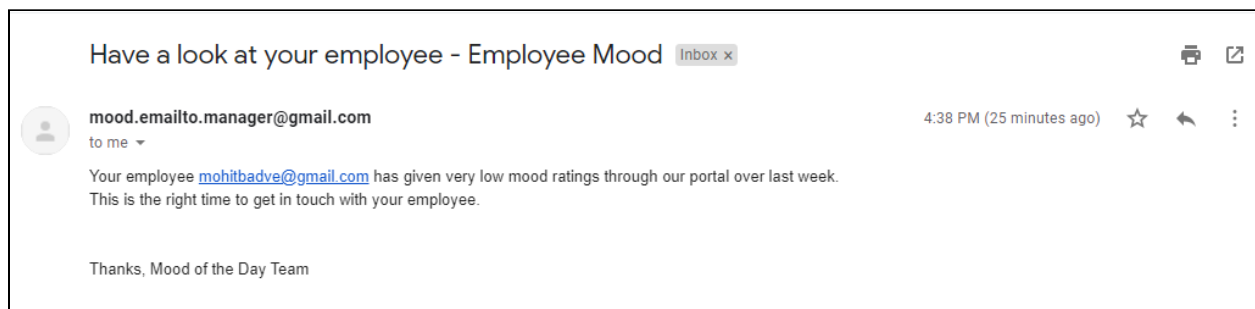 Have a look at your employee - Employee Mood Inbox x
mood.emailto.manager@gmail.com 4:38 PM (25 minutes ago)
to me
Your employee mohitbadve@gmail.com has given very low mood ratings through our portal over last week.
This is the right time to get in touch with your employee.
Thanks, Mood of the Day Team